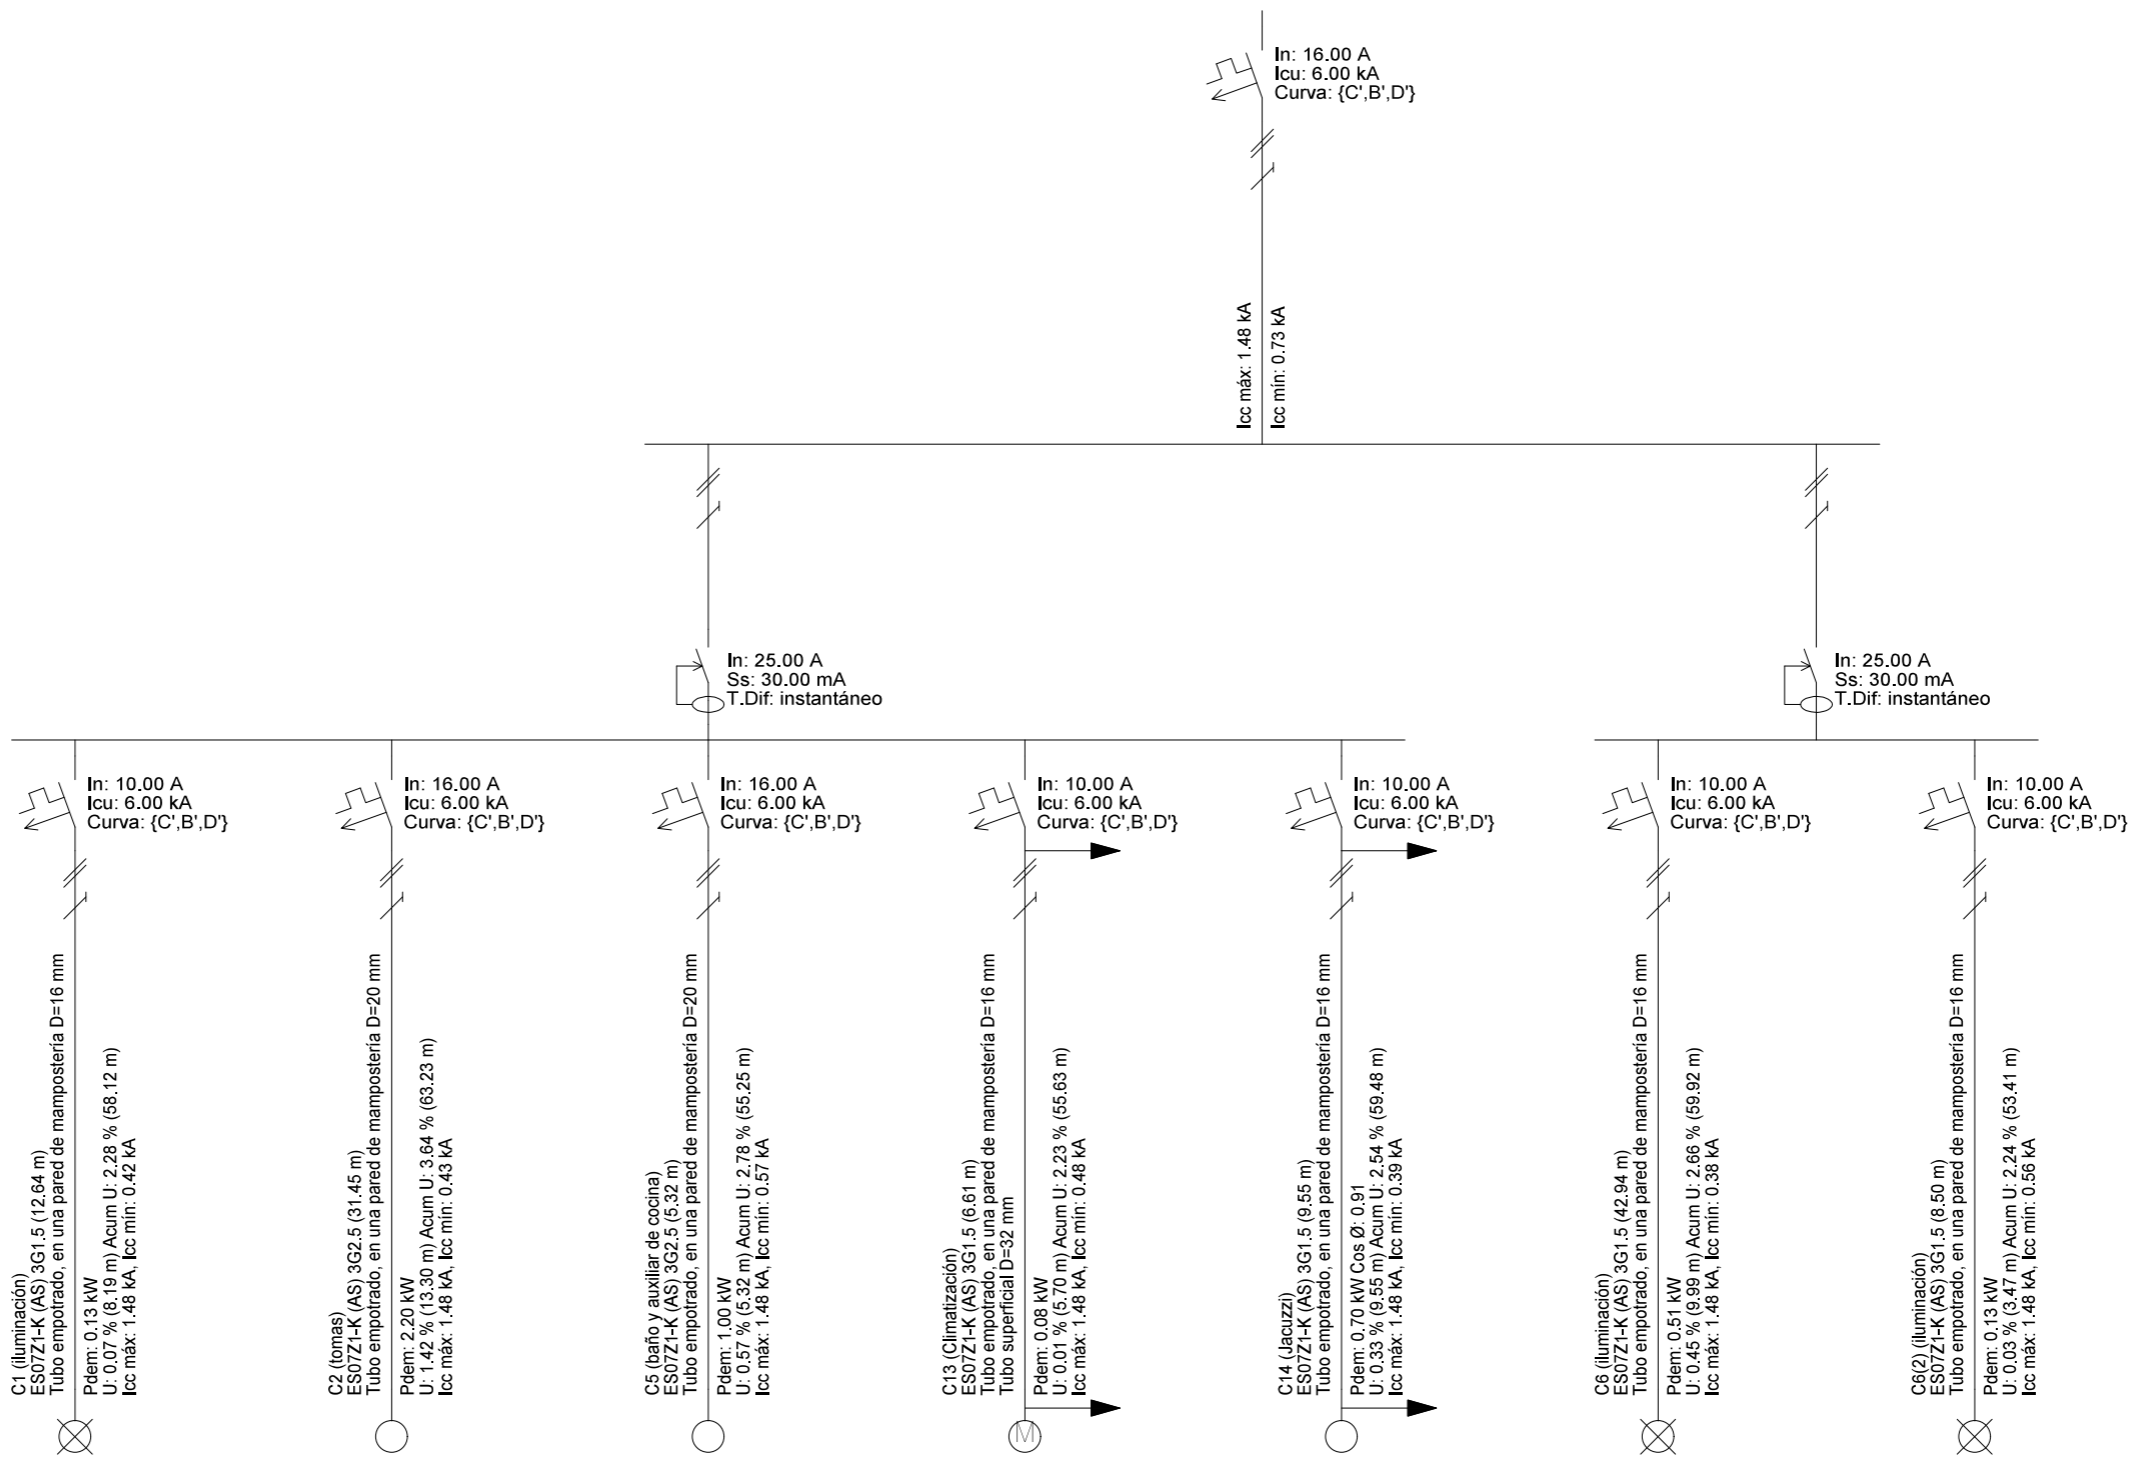 In: 16.00 A
Icu: 6.00 kA
Curva: {C',B',D'}
Icc máx: 1.48 kA
Icc mín: 0.73 kA
In: 25.00 A
Ss: 30.00 mA
T.Dif: instantáneo
In: 25.00 A
Ss: 30.00 mA
T.Dif: instantáneo
In: 10.00 A
Icu: 6.00 kA
Curva: {C',B',D'}
In: 16.00 A
Icu: 6.00 kA
Curva: {C',B',D'}
In: 16.00 A
Icu: 6.00 kA
Curva: {C',B',D'}
In: 10.00 A
Icu: 6.00 kA
Curva: {C',B',D'}
In: 10.00 A
Icu: 6.00 kA
Curva: {C',B',D'}
In: 10.00 A
Icu: 6.00 kA
Curva: {C',B',D'}
In: 10.00 A
Icu: 6.00 kA
Curva: {C',B',D'}
C1 (iluminación)
ES07Z1-K (AS) 3G1.5 (12.64 m)
Tubo empotrado, en una pared de mampostería D=16 mm
Pdem: 0.13 kW
U: 0.07 % (8.19 m) Acum U: 2.28 % (58.12 m)
Icc máx: 1.48 kA, Icc mín: 0.42 kA
C2 (tomas)
ES07Z1-K (AS) 3G2.5 (31.45 m)
Tubo empotrado, en una pared de mampostería D=20 mm
Pdem: 2.20 kW
U: 1.42 % (13.30 m) Acum U: 3.64 % (63.23 m)
Icc máx: 1.48 kA, Icc mín: 0.43 kA
C5 (baño y auxiliar de cocina)
ES07Z1-K (AS) 3G2.5 (5.32 m)
Tubo empotrado, en una pared de mampostería D=20 mm
Pdem: 1.00 kW
U: 0.57 % (5.32 m) Acum U: 2.78 % (55.25 m)
Icc máx: 1.48 kA, Icc mín: 0.57 kA
C13 (Climatización)
ES07Z1-K (AS) 3G1.5 (6.61 m)
Tubo empotrado, en una pared de mampostería D=16 mm
Tubo superficial D=32 mm
Pdem: 0.08 kW
U: 0.01 % (5.70 m) Acum U: 2.23 % (55.63 m)
Icc máx: 1.48 kA, Icc mín: 0.48 kA
M
C14 (Jacuzzi)
ES07Z1-K (AS) 3G1.5 (9.55 m)
Tubo empotrado, en una pared de mampostería D=16 mm
Pdem: 0.70 kW Cos Ø: 0.91
U: 0.33 % (9.55 m) Acum U: 2.54 % (59.48 m)
Icc máx: 1.48 kA, Icc mín: 0.39 kA
C6 (iluminación)
ES07Z1-K (AS) 3G1.5 (42.94 m)
Tubo empotrado, en una pared de mampostería D=16 mm
Pdem: 0.51 kW
U: 0.45 % (9.99 m) Acum U: 2.66 % (59.92 m)
Icc máx: 1.48 kA, Icc mín: 0.38 kA
C6(2) (iluminación)
ES07Z1-K (AS) 3G1.5 (8.50 m)
Tubo empotrado, en una pared de mampostería D=16 mm
Pdem: 0.13 kW
U: 0.03 % (3.47 m) Acum U: 2.24 % (53.41 m)
Icc máx: 1.48 kA, Icc mín: 0.56 kA